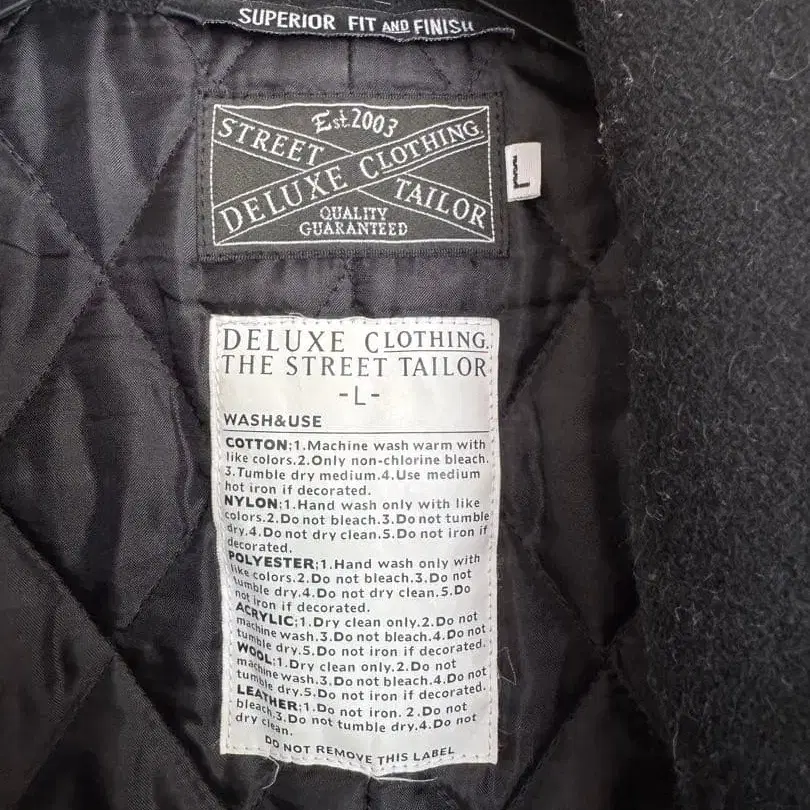 SUPERIOR FIT AND FINISH
Est.2003
STREET CLOTHING.
DELUXE TAILOR
QUALITY
GUARANTEED
L
DELUXE CLOTHING.
THE STREET TAILOR
-L-
WASH&USE
COTTON:1.Machine wash warm with
like colors.2.Only non-chlorine bleach.
3.Tumble dry medium.4.Use medium
hot iron if decorated.
NYLON:1.Hand wash only with like
colors.2.Do not bleach.3.Do not tumble
dry.4.Do not dry clean.5.Do not iron if
decorated.
POLYESTER:1.Hand wash only with
like colors.2.Do not bleach.3.Do not
tumble dry.4.Do not dry clean.5.Do
not iron if decorated.
ACRYLIC:1.Dry clean only.2.Do not
machine wash.3.Do not bleach.4.Do not
tumble dry.5.Do not iron if decorated.
WOOL:1.Dry clean only.2.Do not
machine wash.3.Do not bleach.4.Do not
tumble dry.5.Do not iron if decorated.
LEATHER:1.Do not iron. 2.Do not
bleach.3.Do not tumble dry.4.Do not
dry clean.
DO NOT REMOVE THIS LABEL